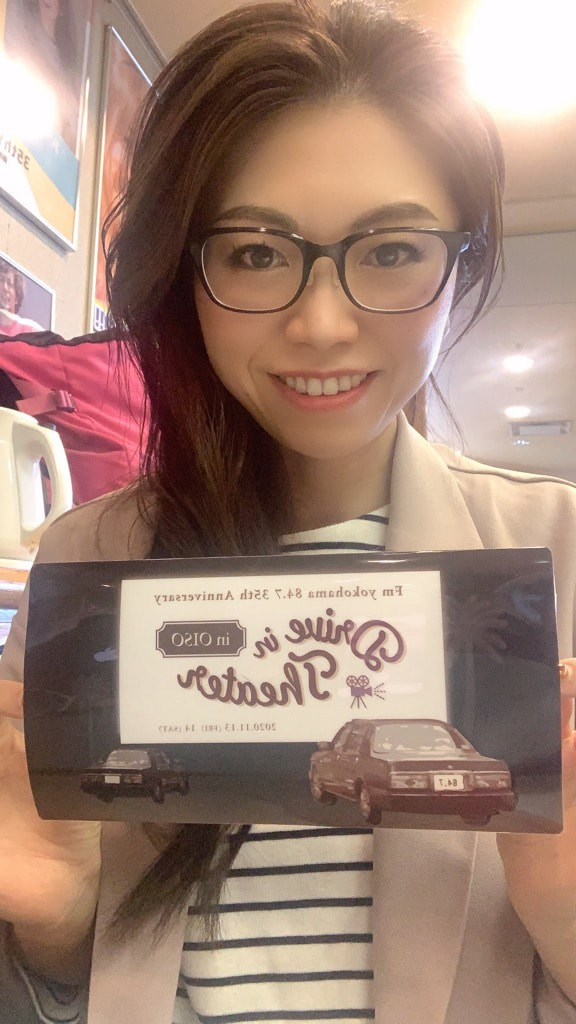 35th
Fm yokohama 84.7 35th Anniversary
Drive in
in OISO
Theater
2020.11.13 (FRI) 14 (SAT)
84.7